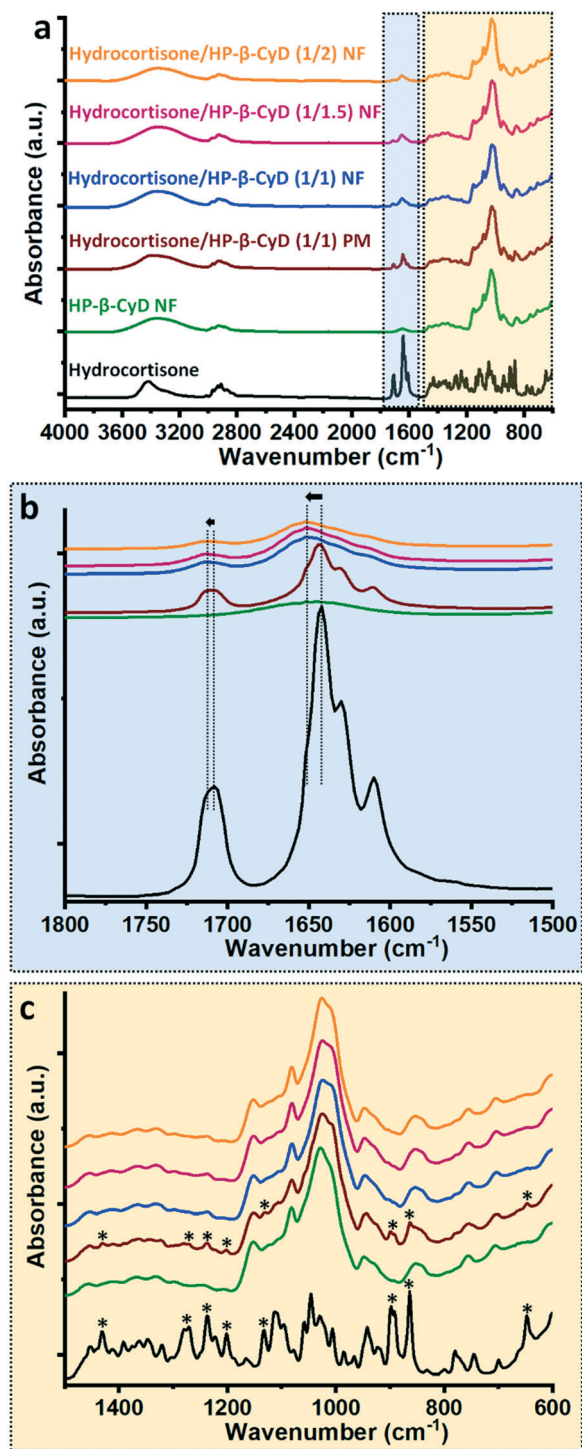 a
Absorbance (a.u.)
Hydrocortisone/HP-β-CyD (1/2) NF
Hydrocortisone/HP-β-CyD (1/1.5) NF
Hydrocortisone/HP-β-CyD (1/1) NF
Hydrocortisone/HP-β-CyD (1/1) PM
HP-β-CyD NF
Hydrocortisone
4000 3600 3200 2800 2400 2000 1600 1200 800
Wavenumber (cm⁻¹)
b
Absorbance (a.u.)
1800 1750 1700 1650 1600 1550 1500
Wavenumber (cm⁻¹)
c
Absorbance (a.u.)
* * * * * * * *
* * * * * * * *
1400 1200 1000 800 600
Wavenumber (cm⁻¹)